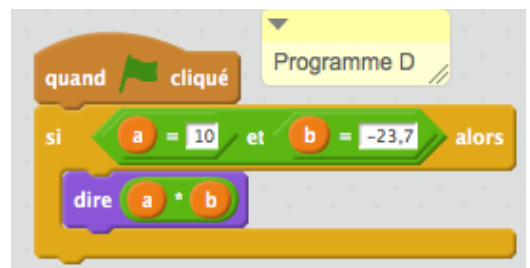 Programme D
quand cliqué
si a = 10 et b = -23,7 alors
dire a * b